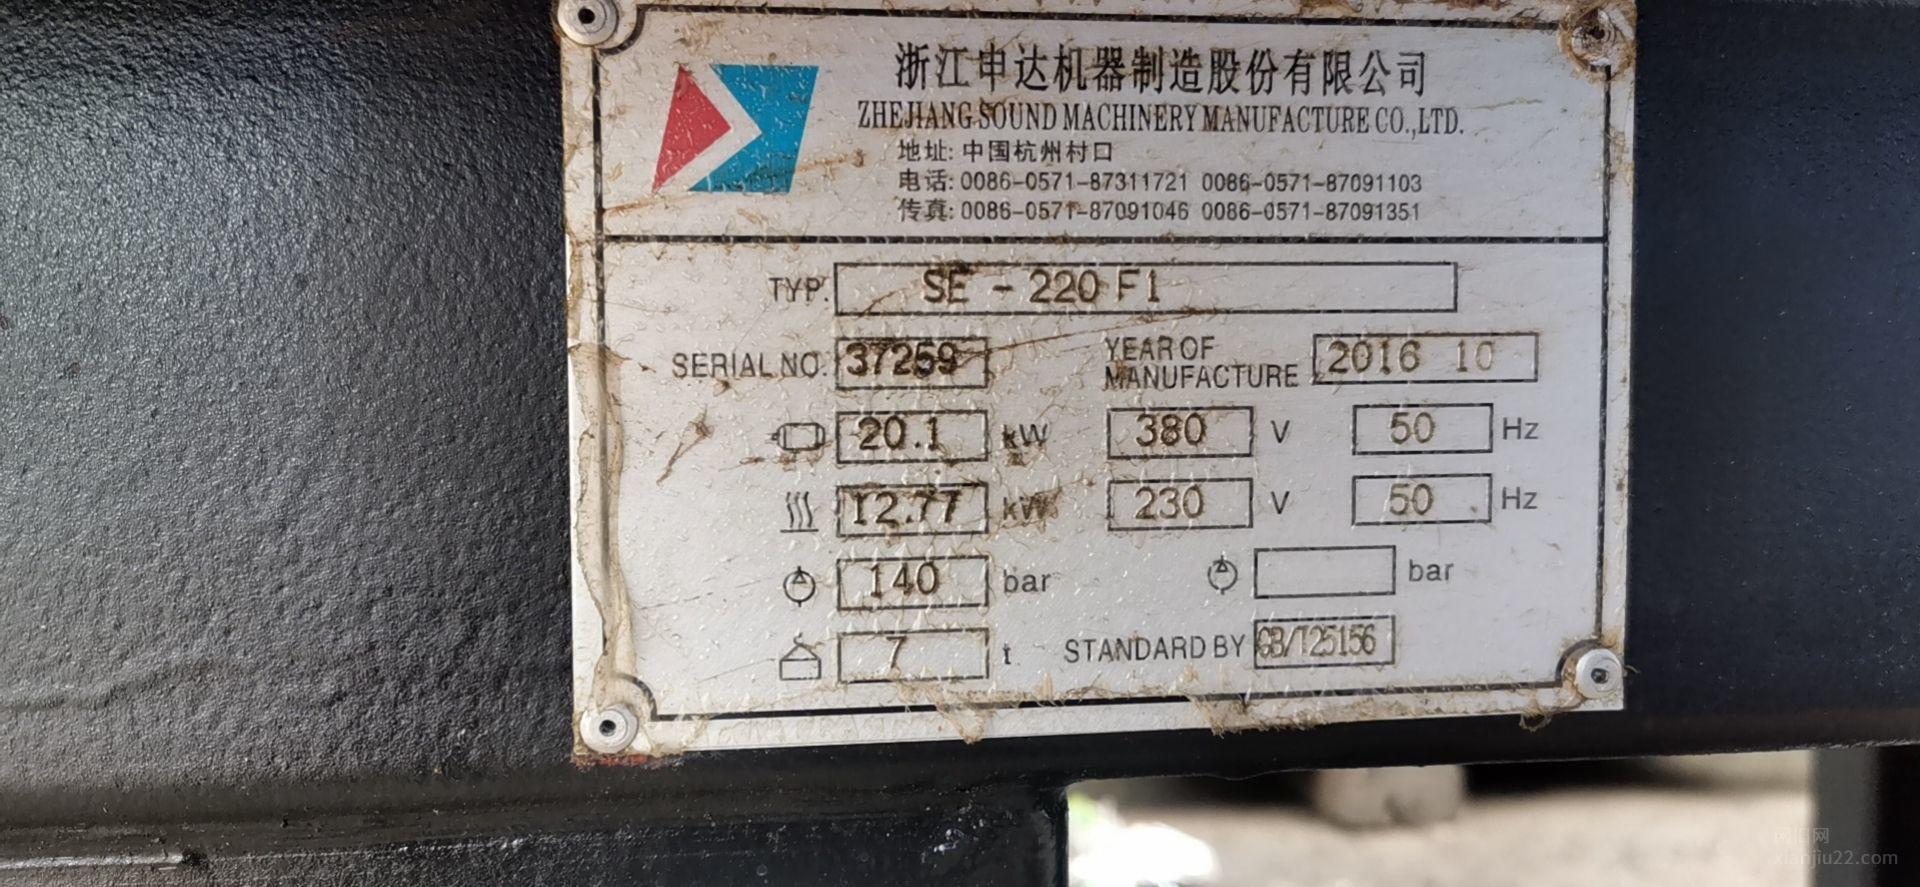 浙江申达机器制造股份有限公司
ZHEJIANG SOUND MACHINERY MANUFACTURE CO.,LTD.
地址: 中国杭州村口
电话: 0086-0571-87311721 0086-0571-87091103
传真: 0086-0571-87091046 0086-0571-87091351
TYP. SE - 220 F1
SERIAL NO. 37259 YEAR OF MANUFACTURE 2016 10
20.1 kW 380 V 50 Hz
12.77 kW 230 V 50 Hz
140 bar bar
7 t STANDARD BY GB/T25156
闲旧网
xianjiu22.com